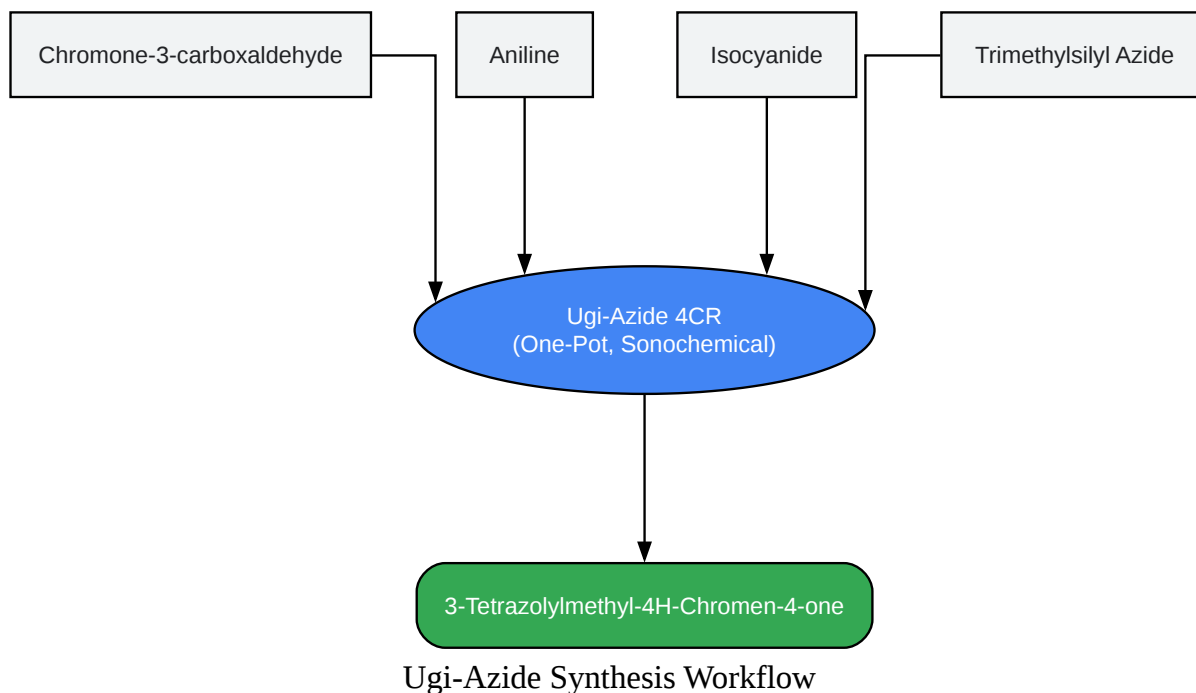 Chromone-3-carboxaldehyde
Aniline
Isocyanide
Trimethylsilyl Azide
Ugi-Azide 4CR
(One-Pot, Sonochemical)
3-Tetrazolylmethyl-4H-Chromen-4-one
Ugi-Azide Synthesis Workflow